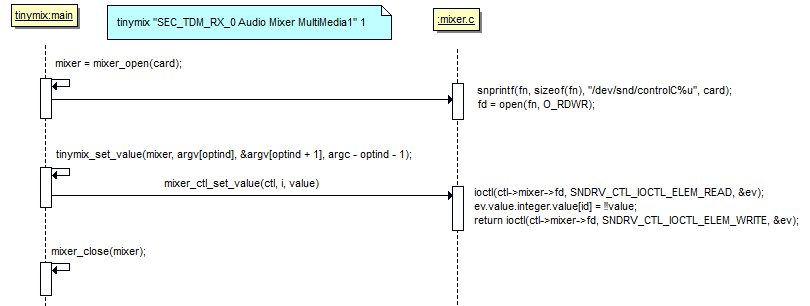 tinymix:main
tinymix "SEC_TDM_RX_0 Audio Mixer MultiMedia1" 1
:mixer.c
mixer = mixer_open(card);
snprintf(fn, sizeof(fn), "/dev/snd/controlC%u", card);
fd = open(fn, O_RDWR);
tinymix_set_value(mixer, argv[optind], &argv[optind + 1], argc - optind - 1);
mixer_ctl_set_value(ctl, i, value)
ioctl(ctl->mixer->fd, SNDRV_CTL_IOCTL_ELEM_READ, &ev);
ev.value.integer.value[id] = !!value;
return ioctl(ctl->mixer->fd, SNDRV_CTL_IOCTL_ELEM_WRITE, &ev);
mixer_close(mixer);